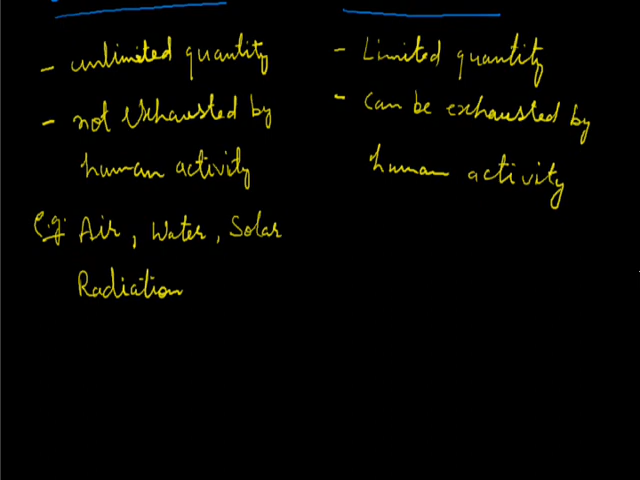 - unlimited quantity
- not exhausted by
human activity
E.g: Air, Water, Solar
Radiation
- Limited quantity
- Can be exhausted by
human activity